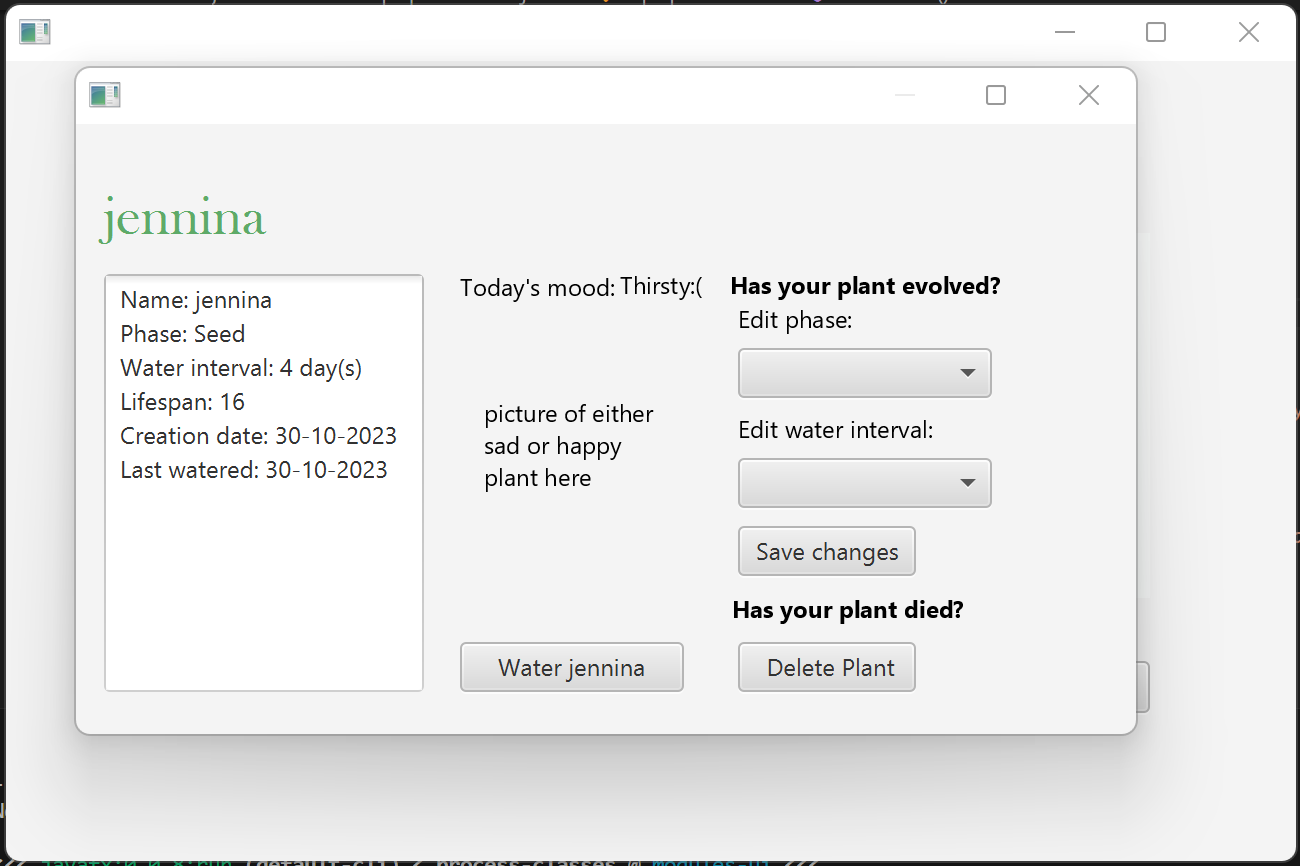 jennina
Name: jennina
Phase: Seed
Water interval: 4 day(s)
Lifespan: 16
Creation date: 30-10-2023
Last watered: 30-10-2023
Today's mood: Thirsty:(
picture of either
sad or happy
plant here
Water jennina
Has your plant evolved?
Edit phase:
Edit water interval:
Save changes
Has your plant died?
Delete Plant